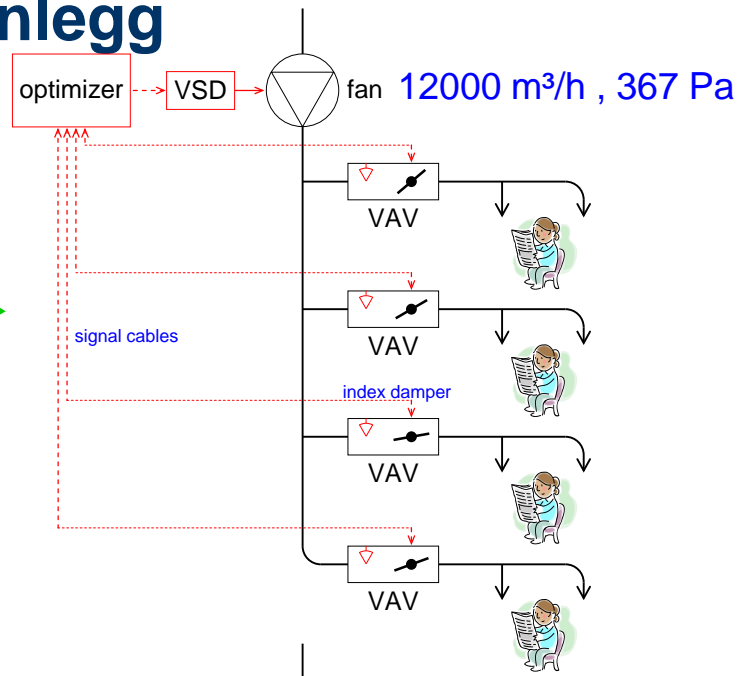 nlegg
optimizer
VSD
fan 12000 m³/h , 367 Pa
VAV
VAV
signal cables
index damper
VAV
VAV